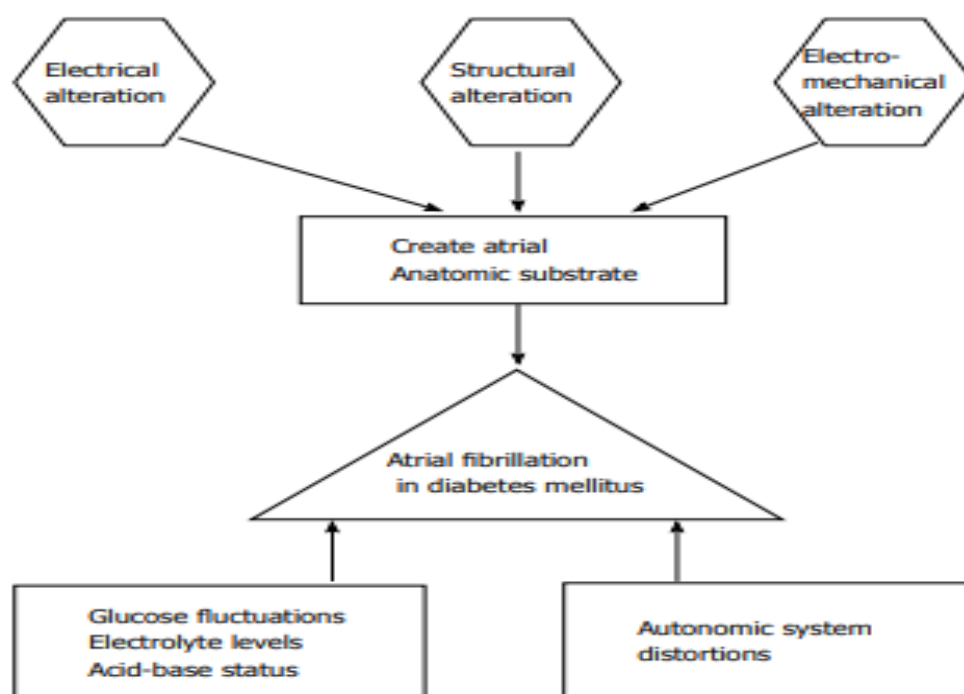 Electrical
alteration
Structural
alteration
Electro-
mechanical
alteration
Create atrial
Anatomic substrate
Atrial fibrillation
in diabetes mellitus
Glucose fluctuations
Electrolyte levels
Acid-base status
Autonomic system
distortions